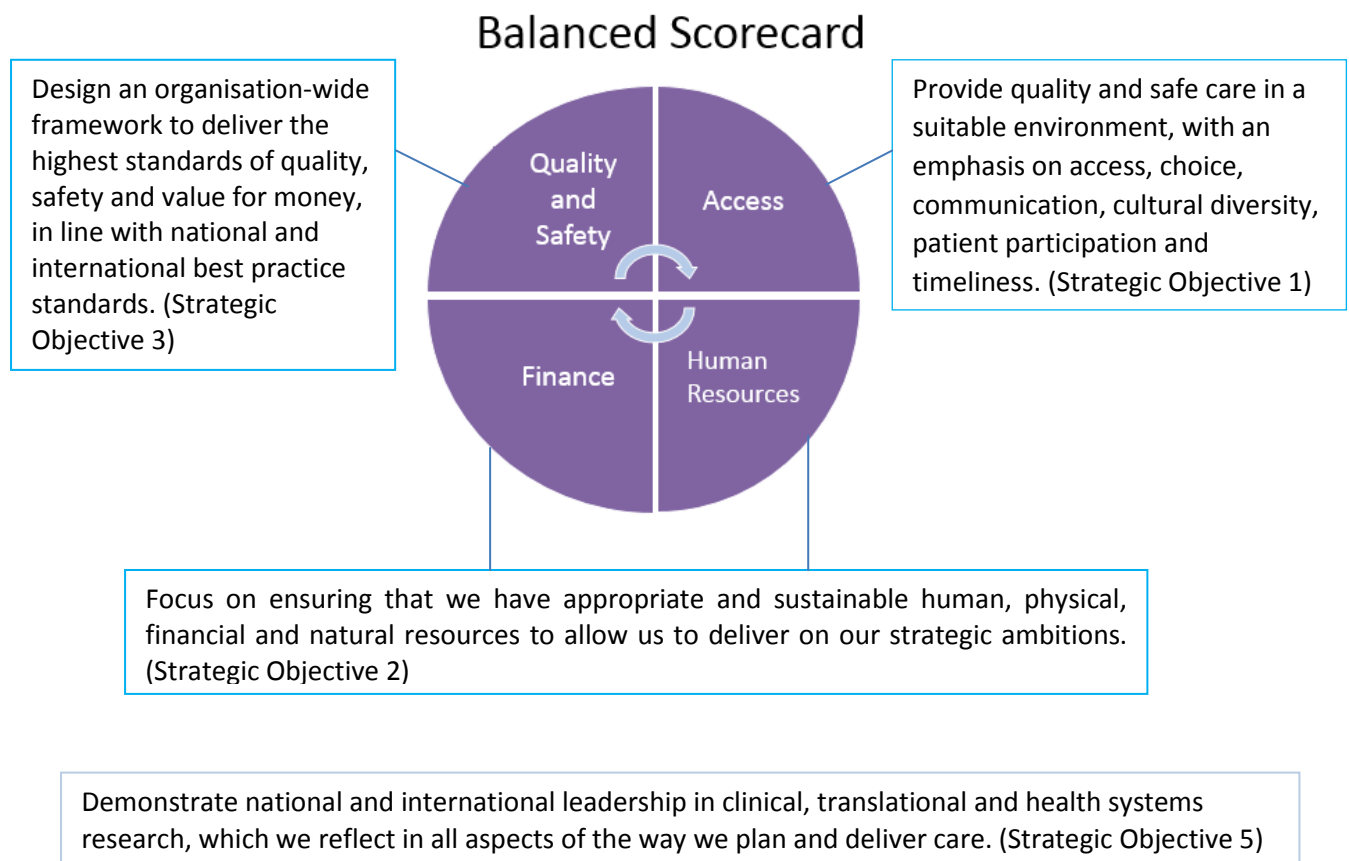 Balanced Scorecard
Design an organisation-wide
framework to deliver the
highest standards of quality,
safety and value for money,
in line with national and
international best practice
standards. (Strategic
Objective 3)
Quality
and
Safety
Access
Provide quality and safe care in a
suitable environment, with an
emphasis on access, choice,
communication, cultural diversity,
patient participation and
timeliness. (Strategic Objective 1)
Finance
Human
Resources
Focus on ensuring that we have appropriate and sustainable human, physical,
financial and natural resources to allow us to deliver on our strategic ambitions.
(Strategic Objective 2)
Demonstrate national and international leadership in clinical, translational and health systems
research, which we reflect in all aspects of the way we plan and deliver care. (Strategic Objective 5)